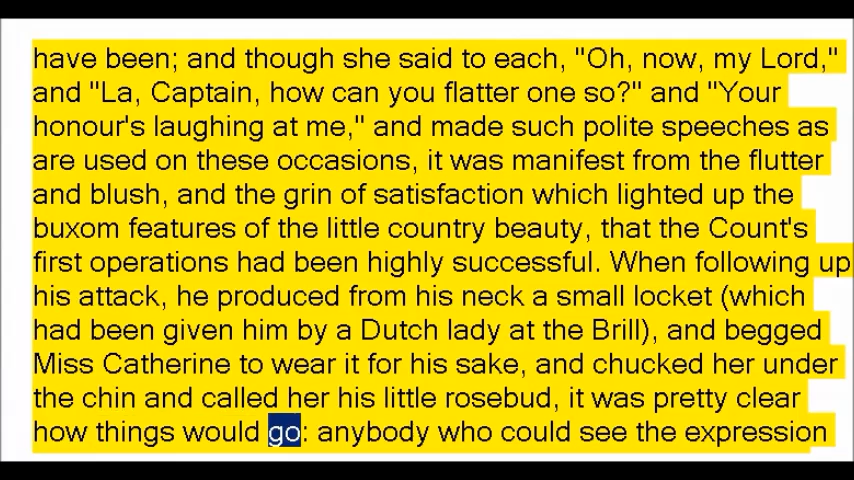 have been; and though she said to each, "Oh, now, my Lord,"
and "La, Captain, how can you flatter one so?" and "Your
honour's laughing at me," and made such polite speeches as
are used on these occasions, it was manifest from the flutter
and blush, and the grin of satisfaction which lighted up the
buxom features of the little country beauty, that the Count's
first operations had been highly successful. When following up
his attack, he produced from his neck a small locket (which
had been given him by a Dutch lady at the Brill), and begged
Miss Catherine to wear it for his sake, and chucked her under
the chin and called her his little rosebud, it was pretty clear
how things would go: anybody who could see the expression